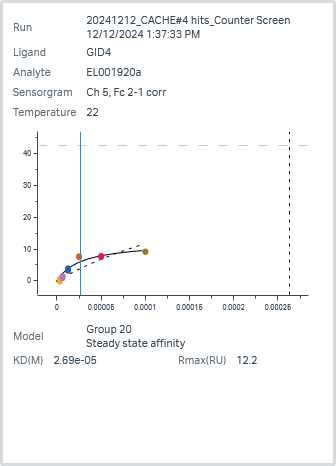 Run 20241212_CACHE#4 hits_Counter Screen
12/12/2024 1:37:33 PM
Ligand GID4
Analyte EL001920a
Sensorgram Ch 5, Fc 2-1 corr
Temperature 22
40
30
20
10
0
0 0.00005 0.0001 0.00015 0.0002 0.00025
Model Group 20
Steady state affinity
KD(M) 2.69e-05 Rmax(RU) 12.2